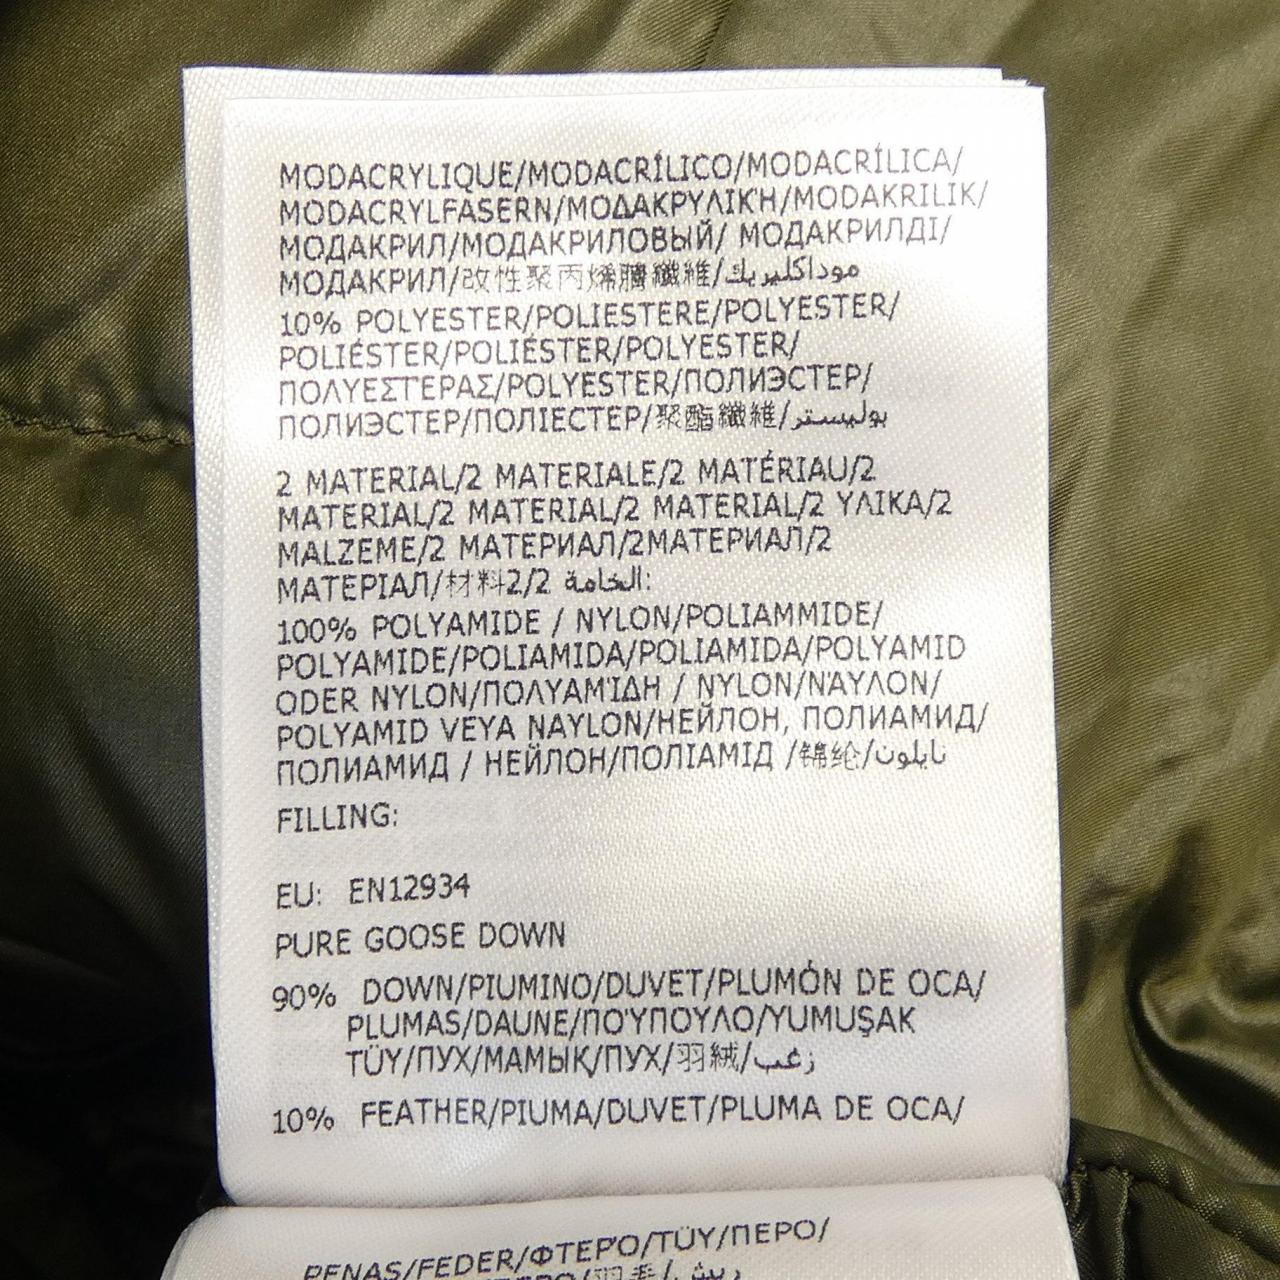 MODACRYLIQUE/MODACRÍLICO/MODACRÍLICA/
MODACRYLFASERN/ΜΟΔΑΚΡΥΛΙΚΉ/MODAKRILIK/
МОДАКРИЛ/МОДАКРИЛОВЫЙ/ МОДАКРИЛДІ/
МОДАКРИЛ/改性聚丙烯腈纖維/موداكليريك
10% POLYESTER/POLIESTERE/POLYESTER/
POLIÉSTER/POLIÉSTER/POLYESTER/
ΠΟΛΥΕΣΤΕΡΑΣ/POLYESTER/ПОЛИЭСТЕР/
ПОЛИЭСТЕР/ПОЛІЕСТЕР/聚酯纖維/بوليستر
2 MATERIAL/2 MATERIALE/2 MATÉRIAU/2
MATERIAL/2 MATERIAL/2 MATERIAL/2 ΥΛΙΚΑ/2
MALZEME/2 МАТЕРИАЛ/2МАТЕРИАЛ/2
МАТЕРІАЛ/材料2/2 الخامة:
100% POLYAMIDE / NYLON/POLIAMMIDE/
POLYAMIDE/POLIAMIDA/POLIAMIDA/POLYAMID
ODER NYLON/ΠΟΛΥΑΜΊΔΗ / NYLON/ΝΆΥΛΟΝ/
POLYAMID VEYA NAYLON/НЕЙЛОН, ПОЛИАМИД/
ПОЛИАМИД / НЕЙЛОН/ПОЛІАМІД /锦纶/نايلون
FILLING:
EU: EN12934
PURE GOOSE DOWN
90% DOWN/PIUMINO/DUVET/PLUMÓN DE OCA/
PLUMAS/DAUNE/ΠΟΎΠΟΥΛΟ/YUMUŞAK
TÜY/ПУХ/МАМЫҚ/ПУХ/羽絨/زغب
10% FEATHER/PIUMA/DUVET/PLUMA DE OCA/
PENAS/FEDER/ΦΤΕΡΌ/TÜY/ПЕРО/